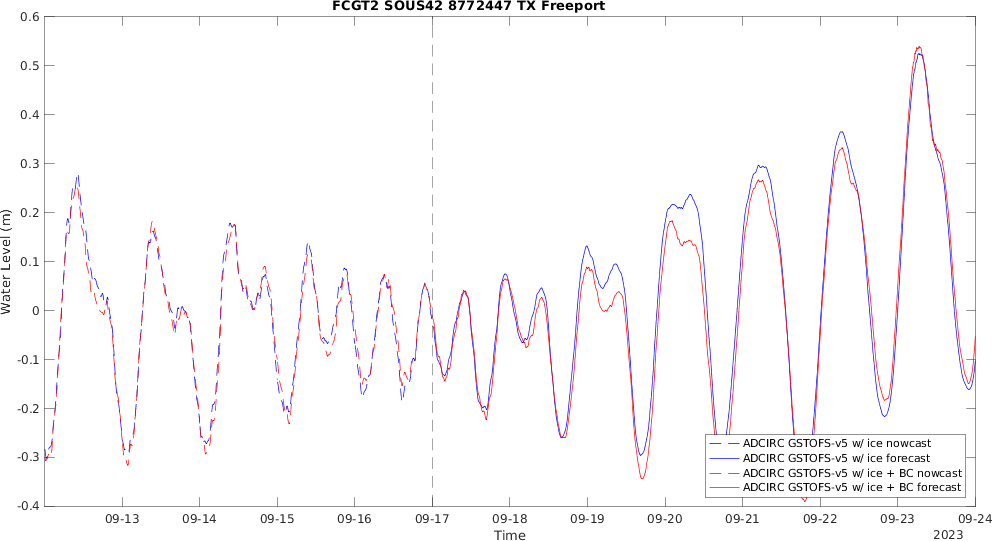 FCGT2 SOUS42 8772447 TX Freeport
0.6
0.5
0.4
0.3
0.2
0.1
0
-0.1
-0.2
-0.3
-0.4
Water Level (m)
ADCIRC GSTOFS-v5 w/ ice nowcast
ADCIRC GSTOFS-v5 w/ ice forecast
ADCIRC GSTOFS-v5 w/ ice + BC nowcast
ADCIRC GSTOFS-v5 w/ ice + BC forecast
09-13 09-14 09-15 09-16 09-17 09-18 09-19 09-20 09-21 09-22 09-23 09-24
Time
2023